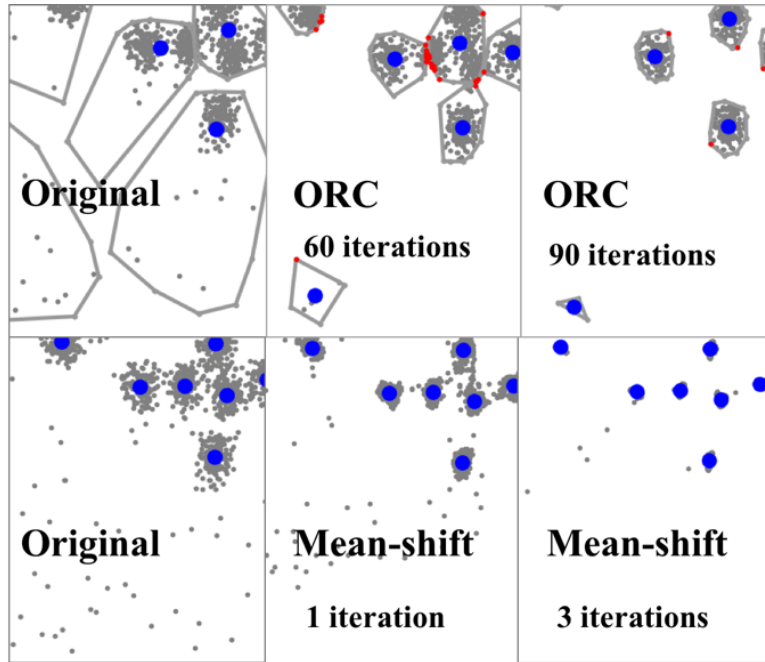 Original
ORC
60 iterations
ORC
90 iterations
Original
Mean-shift
1 iteration
Mean-shift
3 iterations